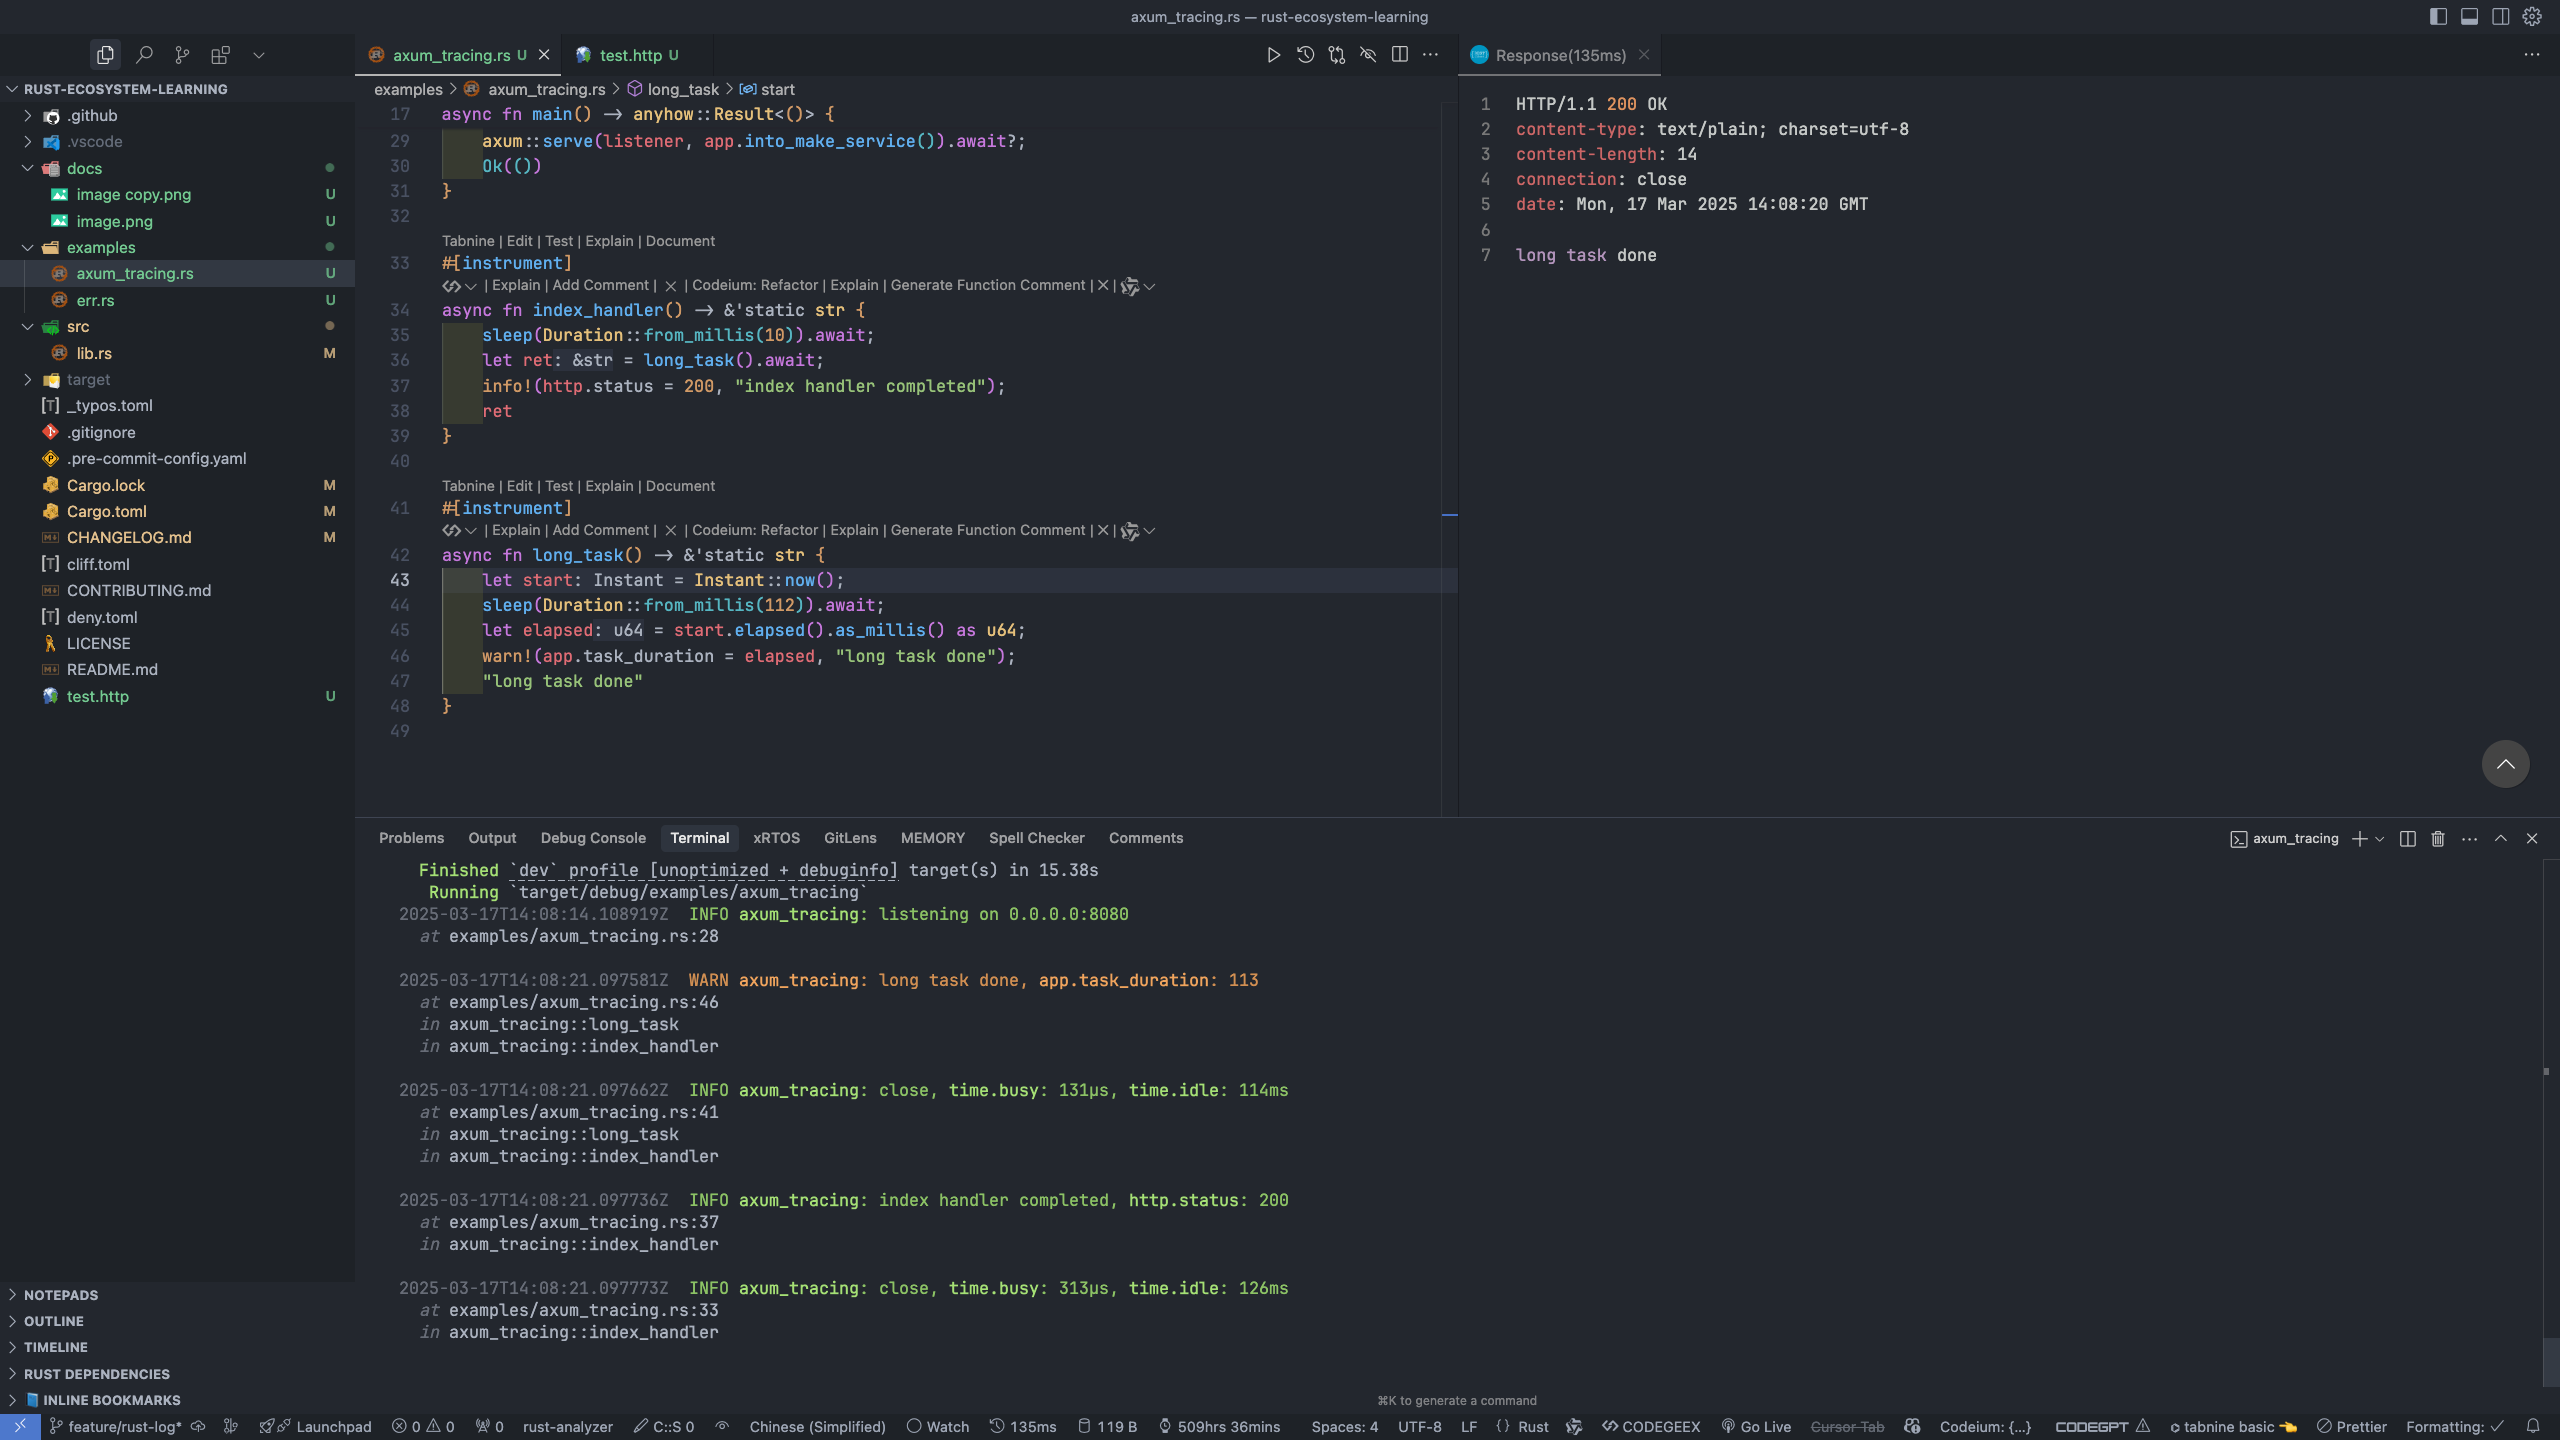 axum_tracing.rs — rust-ecosystem-learning
RUST-ECOSYSTEM-LEARNING
.github
.vscode
docs
image copy.png U
image.png U
examples
axum_tracing.rs U
err.rs U
src
lib.rs M
target
_typos.toml
.gitignore
.pre-commit-config.yaml
Cargo.lock M
Cargo.toml M
CHANGELOG.md M
cliff.toml
CONTRIBUTING.md
deny.toml
LICENSE
README.md
test.http U
NOTEPADS
OUTLINE
TIMELINE
RUST DEPENDENCIES
INLINE BOOKMARKS
axum_tracing.rs U
test.http U
examples > axum_tracing.rs > long_task > start
17 async fn main() -> anyhow::Result<()> {
29 axum::serve(listener, app.into_make_service()).await?;
30 Ok(())
31 }
32
Tabnine | Edit | Test | Explain | Document
33 #[instrument]
| Explain | Add Comment | × | Codeium: Refactor | Explain | Generate Function Comment | × |
34 async fn index_handler() -> &'static str {
35 sleep(Duration::from_millis(10)).await;
36 let ret: &str = long_task().await;
37 info!(http.status = 200, "index handler completed");
38 ret
39 }
40
Tabnine | Edit | Test | Explain | Document
41 #[instrument]
| Explain | Add Comment | × | Codeium: Refactor | Explain | Generate Function Comment | × |
42 async fn long_task() -> &'static str {
43 let start: Instant = Instant::now();
44 sleep(Duration::from_millis(112)).await;
45 let elapsed: u64 = start.elapsed().as_millis() as u64;
46 warn!(app.task_duration = elapsed, "long task done");
47 "long task done"
48 }
49
Response(135ms)
1 HTTP/1.1 200 OK
2 content-type: text/plain; charset=utf-8
3 content-length: 14
4 connection: close
5 date: Mon, 17 Mar 2025 14:08:20 GMT
6
7 long task done
Problems Output Debug Console Terminal xRTOS GitLens MEMORY Spell Checker Comments
axum_tracing
Finished `dev` profile [unoptimized + debuginfo] target(s) in 15.38s
Running `target/debug/examples/axum_tracing`
2025-03-17T14:08:14.108919Z INFO axum_tracing: listening on 0.0.0.0:8080
at examples/axum_tracing.rs:28
2025-03-17T14:08:21.097581Z WARN axum_tracing: long task done, app.task_duration: 113
at examples/axum_tracing.rs:46
in axum_tracing::long_task
in axum_tracing::index_handler
2025-03-17T14:08:21.097662Z INFO axum_tracing: close, time.busy: 131µs, time.idle: 114ms
at examples/axum_tracing.rs:41
in axum_tracing::long_task
in axum_tracing::index_handler
2025-03-17T14:08:21.097736Z INFO axum_tracing: index handler completed, http.status: 200
at examples/axum_tracing.rs:37
in axum_tracing::index_handler
2025-03-17T14:08:21.097773Z INFO axum_tracing: close, time.busy: 313µs, time.idle: 126ms
at examples/axum_tracing.rs:33
in axum_tracing::index_handler
⌘K to generate a command
feature/rust-log* Launchpad 0 0 0 rust-analyzer C::S 0 Chinese (Simplified) Watch 135ms 119 B 509hrs 36mins Spaces: 4 UTF-8 LF {} Rust CODEGEEX Go Live Cursor Tab Codeium: {...} CODEGPT tabnine basic Prettier Formatting: ✓